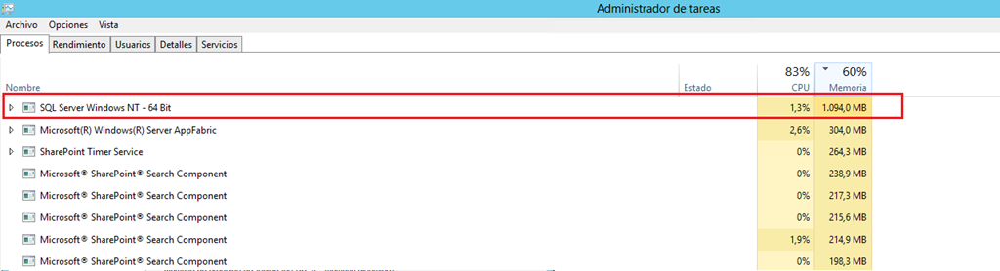 Administrador de tareas
Archivo Opciones Vista
Procesos Rendimiento Usuarios Detalles Servicios
83% 60%
Nombre Estado CPU Memoria
SQL Server Windows NT - 64 Bit 1,3% 1.094,0 MB
Microsoft(R) Windows(R) Server AppFabric 2,6% 304,0 MB
SharePoint Timer Service 0% 264,3 MB
Microsoft® SharePoint® Search Component 0% 238,9 MB
Microsoft® SharePoint® Search Component 0% 217,3 MB
Microsoft® SharePoint® Search Component 0% 215,6 MB
Microsoft® SharePoint® Search Component 1,9% 214,9 MB
Microsoft® SharePoint® Search Component 0% 198,3 MB